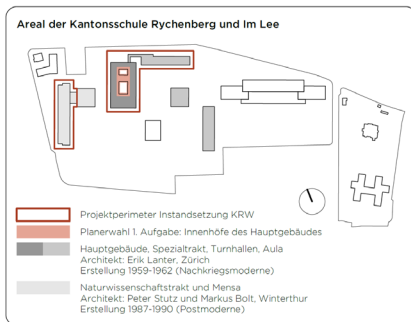 Areal der Kantonsschule Rychenberg und Im Lee
Projektperimeter Instandsetzung KRW
Planerwahl 1. Aufgabe: Innenhöfe des Hauptgebäudes
Hauptgebäude, Spezialtrakt, Turnhallen, Aula
Architekt: Erik Lanter, Zürich
Erstellung 1959-1962 (Nachkriegsmoderne)
Naturwissenschaftstrakt und Mensa
Architekt: Peter Stutz und Markus Bolt, Winterthur
Erstellung 1987-1990 (Postmoderne)